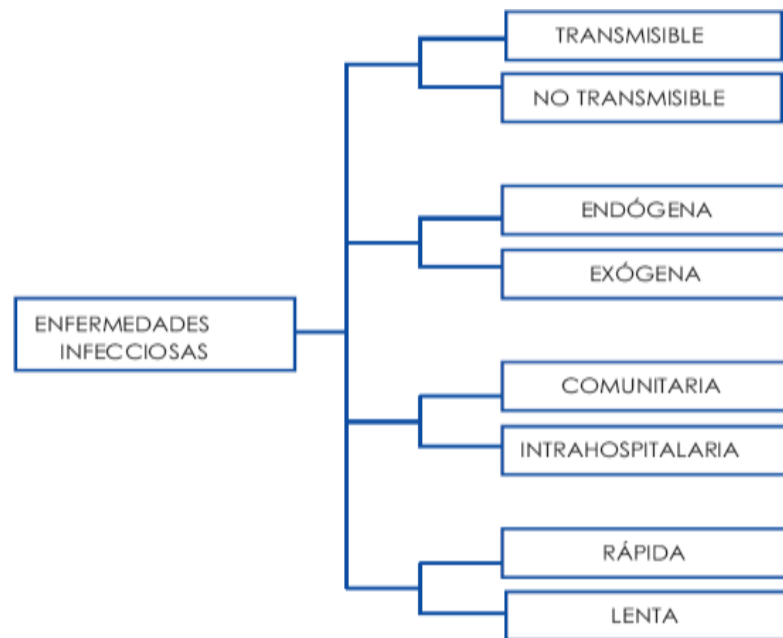 TRANSMISIBLE
NO TRANSMISIBLE
ENDÓGENA
EXÓGENA
ENFERMEDADES
INFECCIOSAS
COMUNITARIA
INTRAHOSPITALARIA
RÁPIDA
LENTA